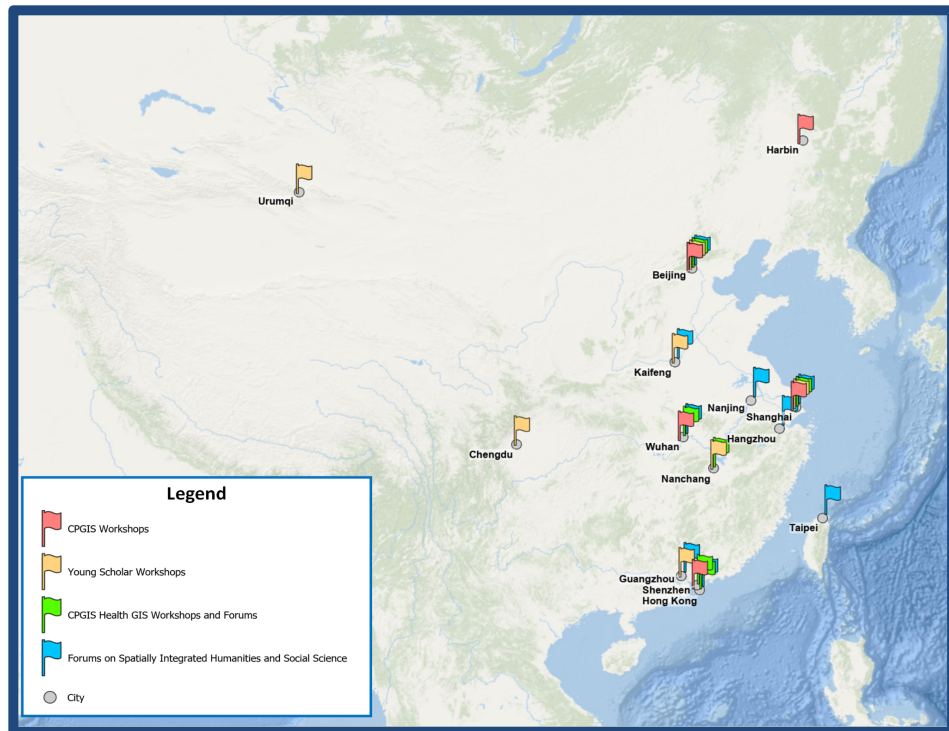 Harbin
Urumqi
Beijing
Kaifeng
Nanjing
Shanghai
Hangzhou
Wuhan
Chengdu
Nanchang
Taipei
Guangzhou
Shenzhen
Hong Kong
Legend
CPGIS Workshops
Young Scholar Workshops
CPGIS Health GIS Workshops and Forums
Forums on Spatially Integrated Humanities and Social Science
City